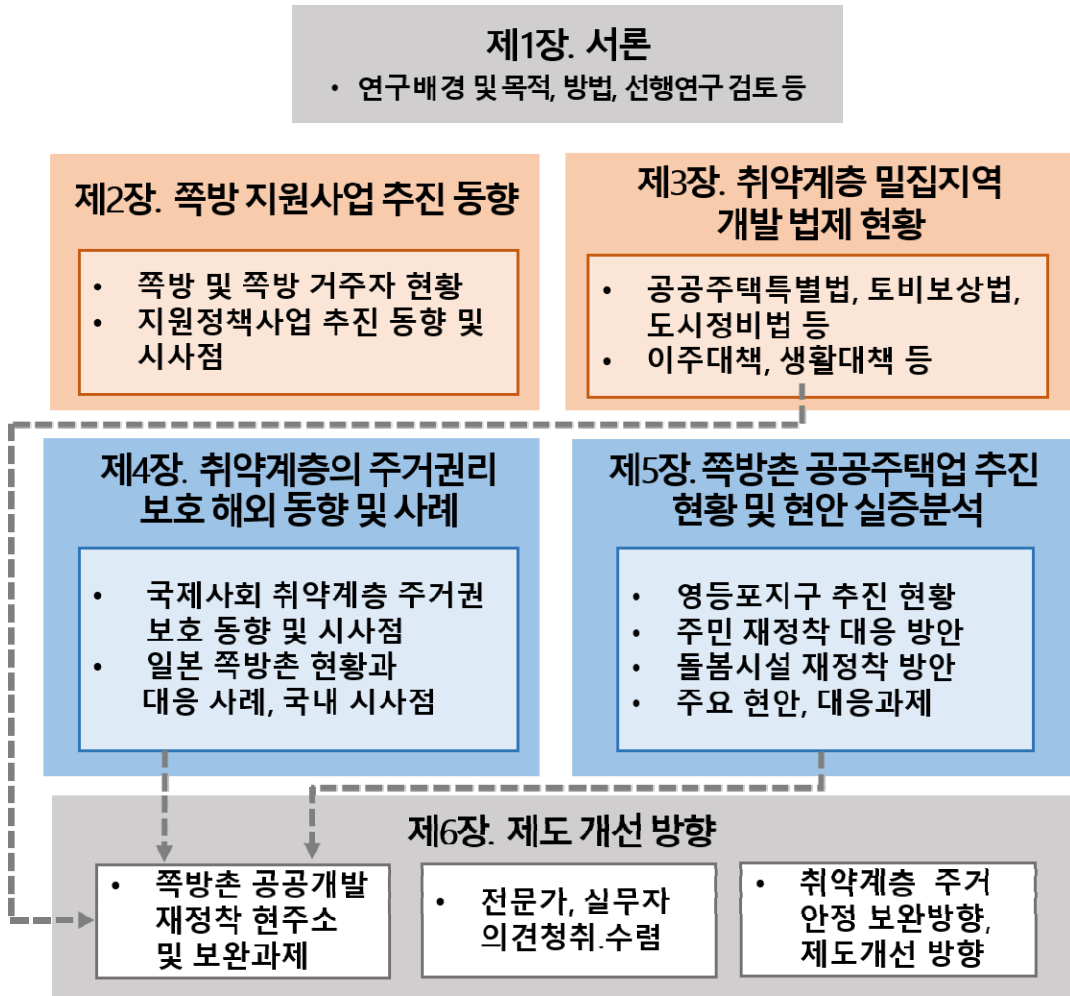 제1장. 서론
• 연구배경 및 목적, 방법, 선행연구 검토 등
제2장. 쪽방 지원사업 추진 동향
• 쪽방 및 쪽방 거주자 현황
• 지원정책사업 추진 동향 및
시사점
제3장. 취약계층 밀집지역
개발 법제 현황
• 공공주택특별법, 토비보상법,
도시정비법 등
• 이주대책, 생활대책 등
제4장. 취약계층의 주거권리
보호 해외 동향 및 사례
• 국제사회 취약계층 주거권
보호 동향 및 시사점
• 일본 쪽방촌 현황과
대응 사례, 국내 시사점
제5장. 쪽방촌 공공주택업 추진
현황 및 현안 실증분석
• 영등포지구 추진 현황
• 주민 재정착 대응 방안
• 돌봄시설 재정착 방안
• 주요 현안, 대응과제
제6장. 제도 개선 방향
• 쪽방촌 공공개발
재정착 현주소
및 보완과제
• 전문가, 실무자
의견청취.수렴
• 취약계층 주거
안정 보완방향,
제도개선 방향